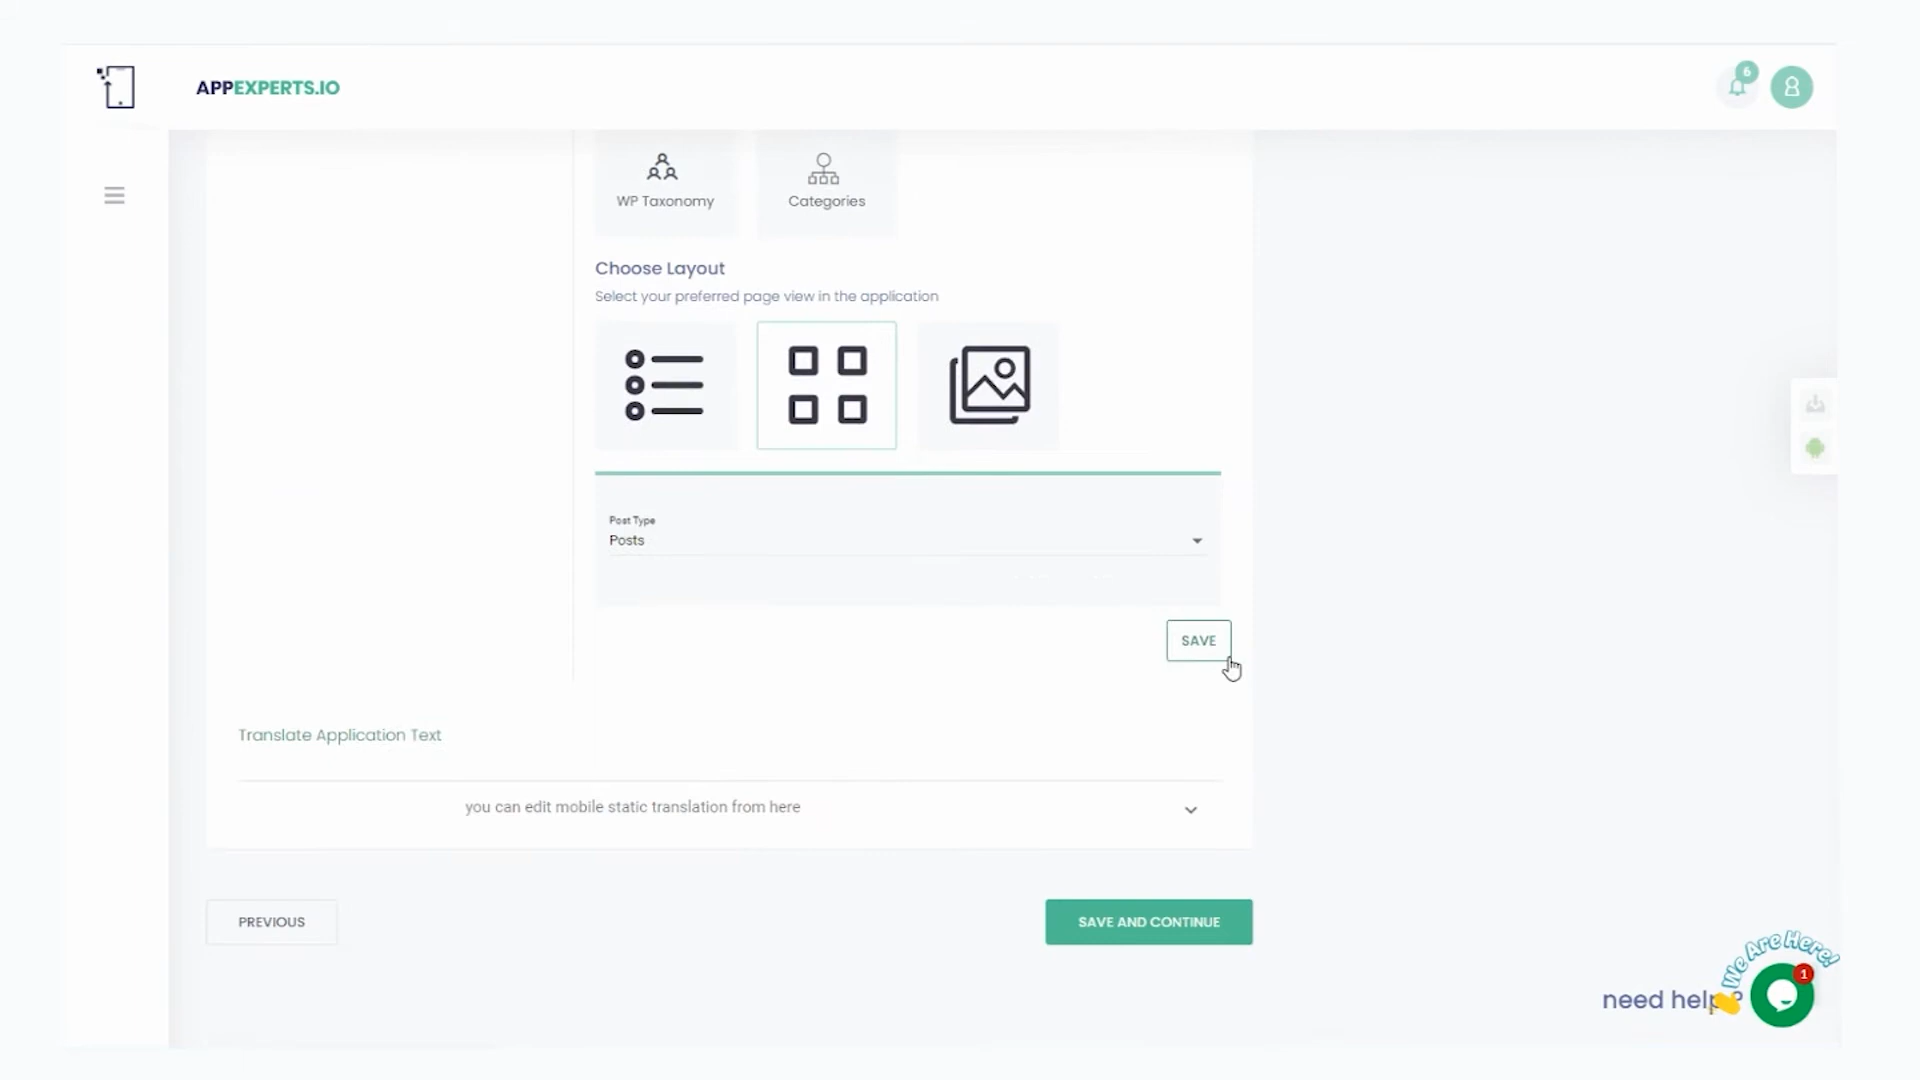 APPEXPERTS.IO
6
WP Taxonomy
Categories
Choose Layout
Select your preferred page view in the application
Post Type
Posts
SAVE
Translate Application Text
you can edit mobile static translation from here
PREVIOUS
SAVE AND CONTINUE
We Are Here!
1
need help?